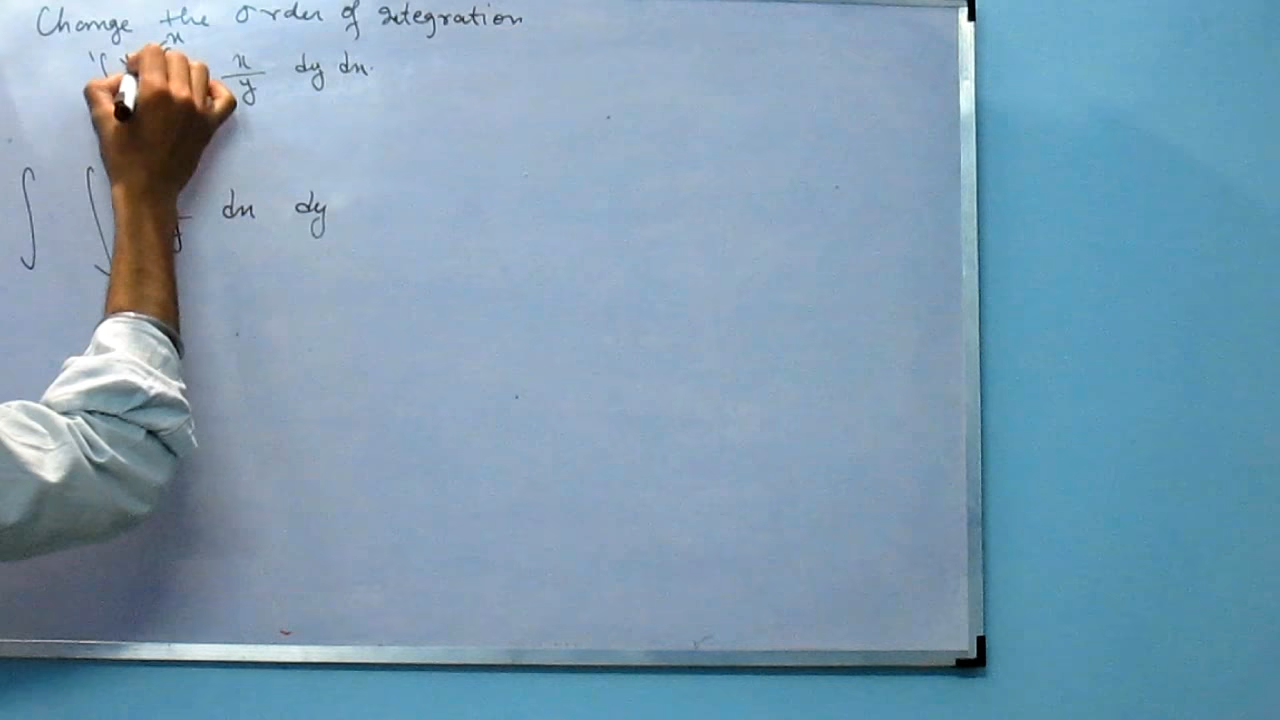 Change the order of integration
∫ x x/y dy dx.
∫ ∫ y dx dy